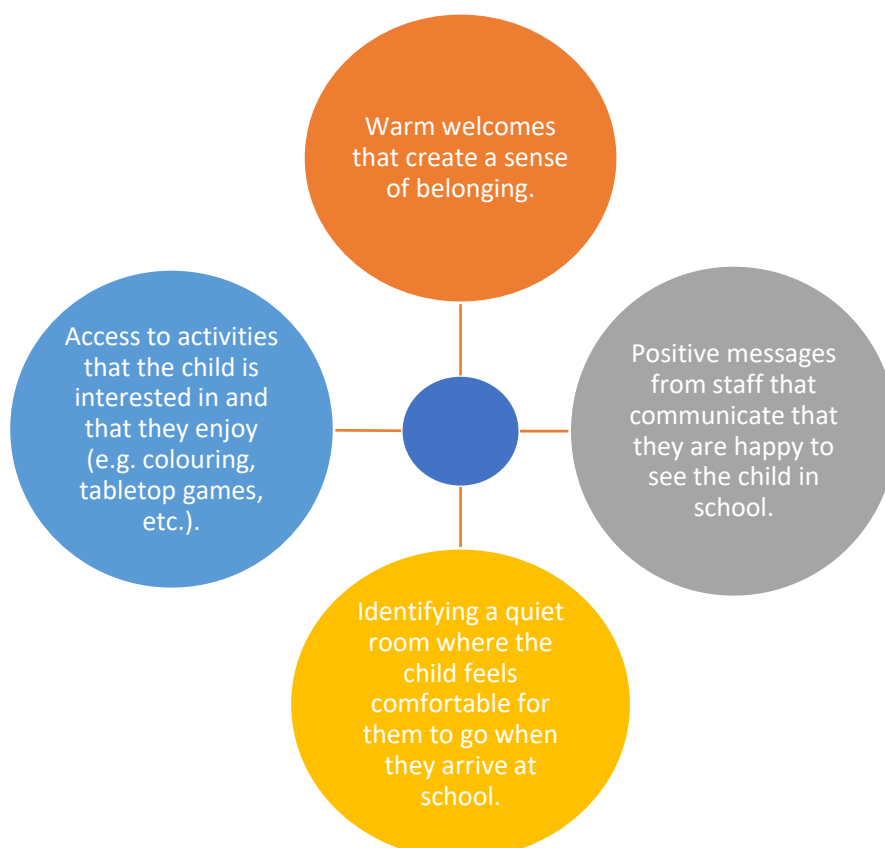 Warm welcomes
that create a sense
of belonging.
Access to activities
that the child is
interested in and
that they enjoy
(e.g. colouring,
tabletop games,
etc.).
Positive messages
from staff that
communicate that
they are happy to
see the child in
school.
Identifying a quiet
room where the
child feels
comfortable for
them to go when
they arrive at
school.